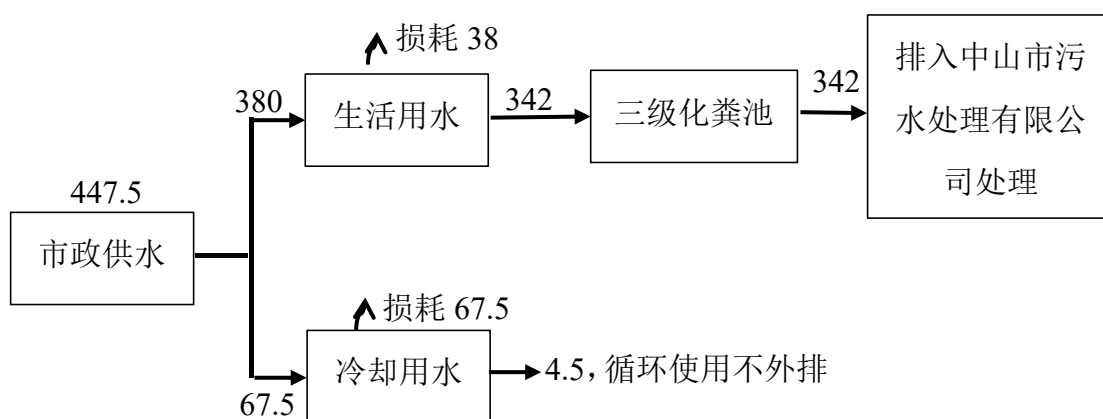 损耗 38
380
生活用水
342
三级化粪池
342
排入中山市污
水处理有限公
司处理
447.5
市政供水
损耗 67.5
67.5
冷却用水
4.5，循环使用不外排